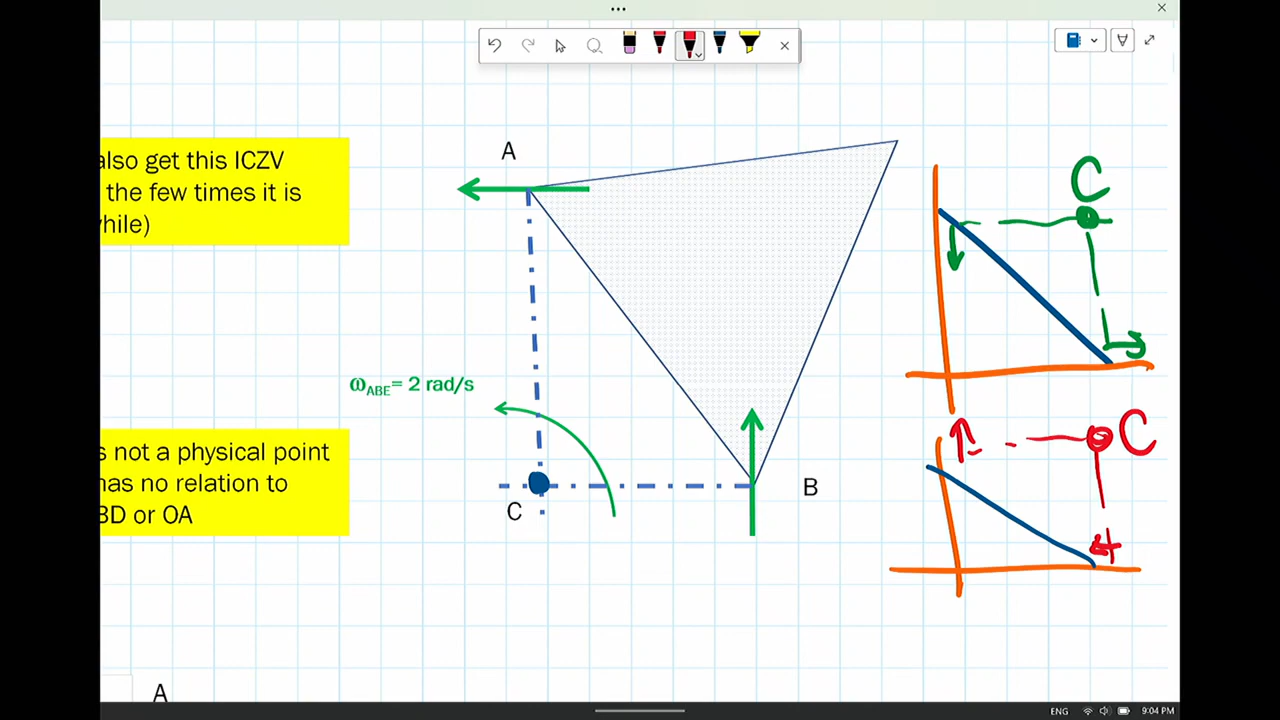 also get this ICZV
the few times it is
while)
A
C
ωABE= 2 rad/s
C
s not a physical point
has no relation to
BD or OA
B
C
A
ENG
9:04 PM